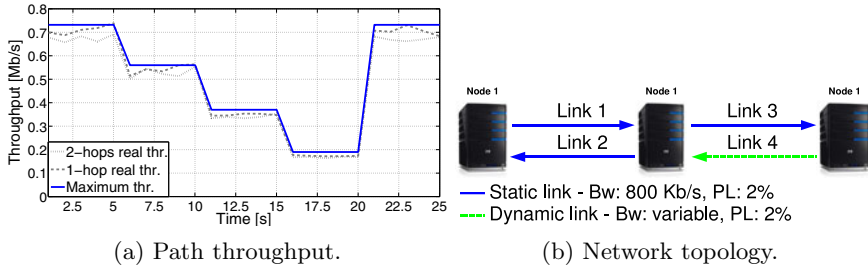 0.8
0.7
0.6
0.5
0.4
0.3
0.2
0.1
0
Throughput [Mb/s]
2-hops real thr.
1-hop real thr.
Maximum thr.
2.5 5 7.5 10 12.5 15 17.5 20 22.5 25
Time [s]
(a) Path throughput.
Node 1 Node 1 Node 1
Link 1 Link 3
Link 2 Link 4
Static link - Bw: 800 Kb/s, PL: 2%
Dynamic link - Bw: variable, PL: 2%
(b) Network topology.